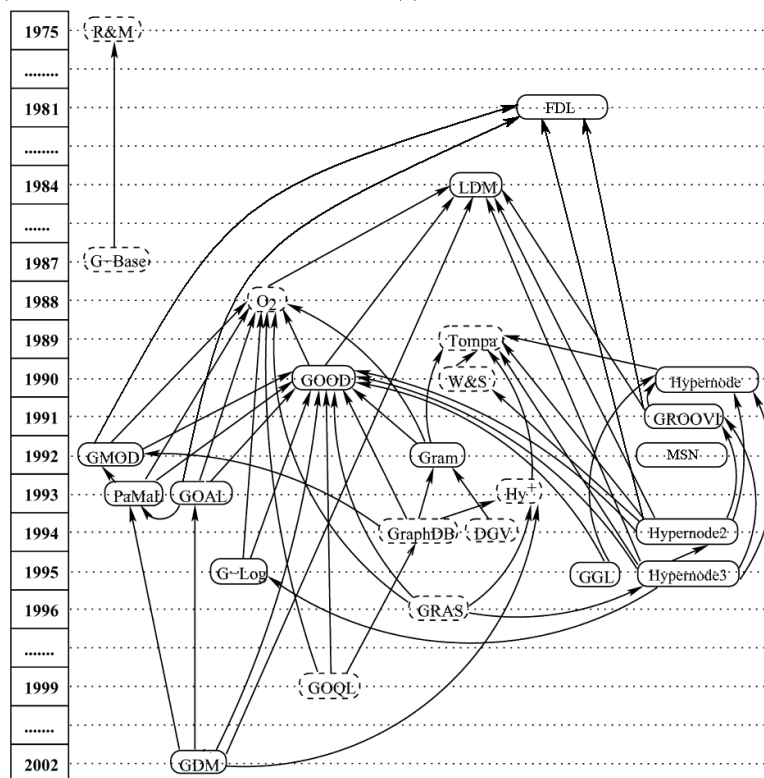 1975 R&M
........
1981 FDL
........
1984 LDM
......
1987 G-Base
1988 O2
1989 Tompa
1990 GOOD W&S Hypernode
1991 GROOVY
1992 GMOD Gram MSN
1993 PaMaL GOAL Hy+
1994 GraphDB DGV Hypernode2
1995 G-Log GGL Hypernode3
1996 GRAS
........
1999 GOQL
.......
2002 GDM